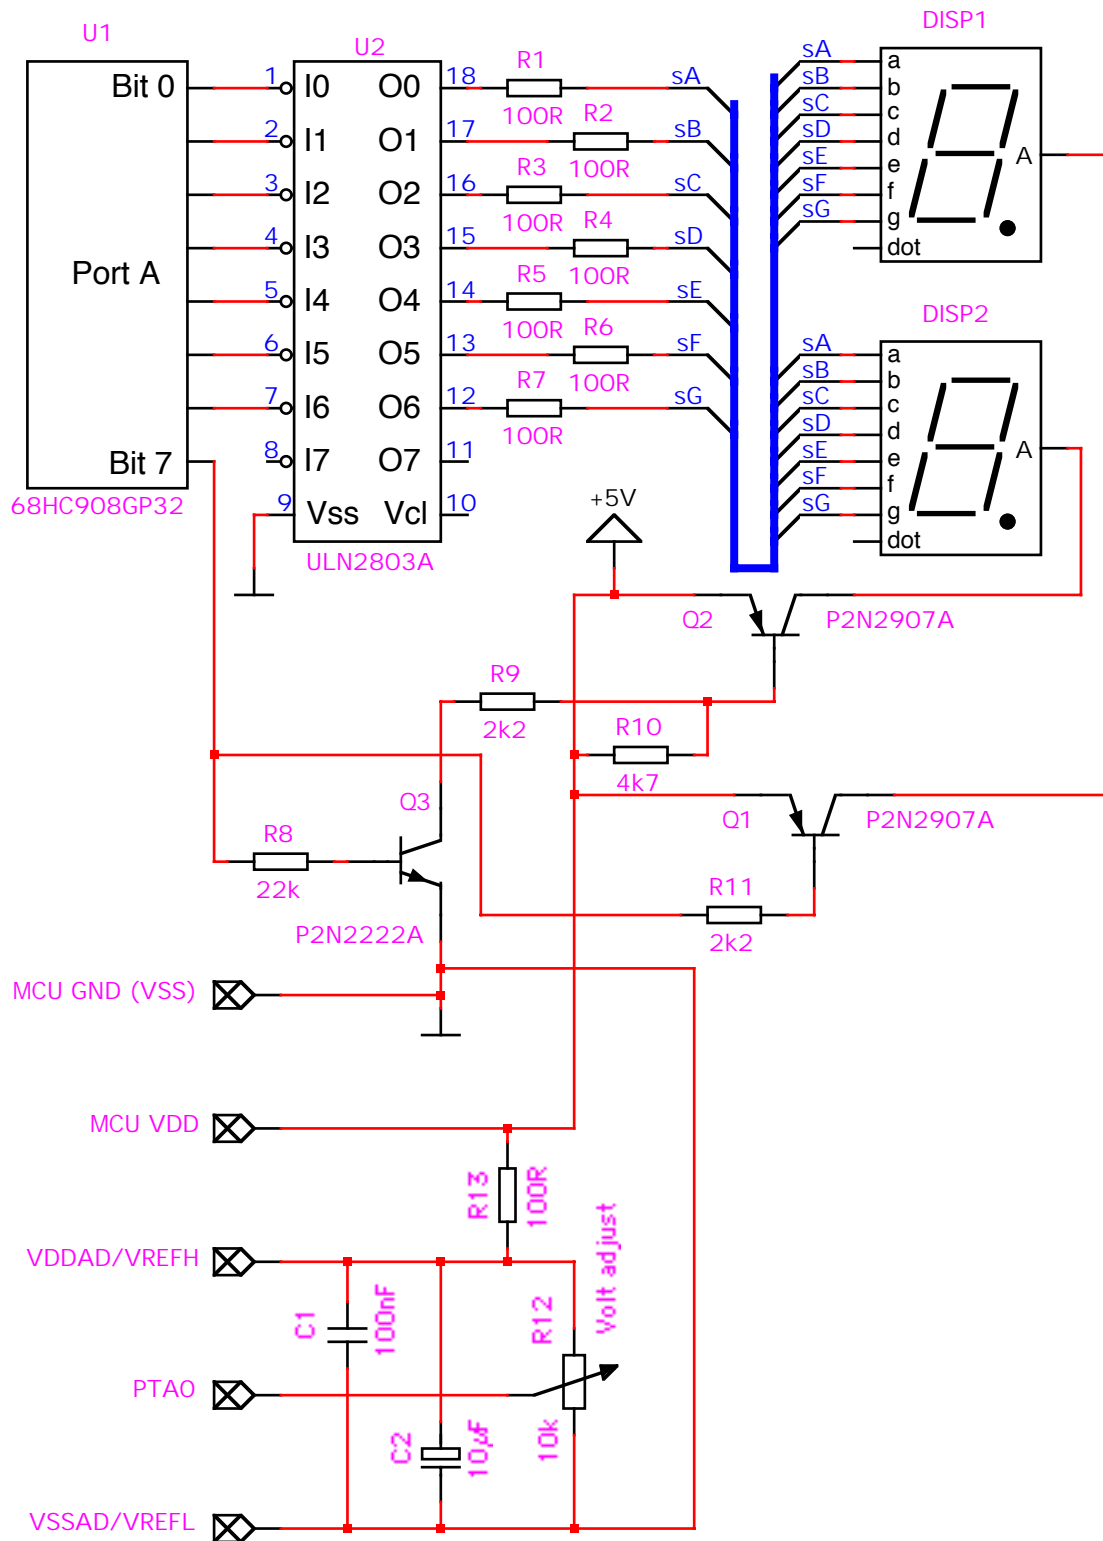 U1
Bit 0
Port A
Bit 7
68HC908GP32
U2
1 I0 O0 18
2 I1 O1 17
3 I2 O2 16
4 I3 O3 15
5 I4 O4 14
6 I5 O5 13
7 I6 O6 12
8 I7 O7 11
9 Vss Vcl 10
ULN2803A
R1
100R
R2
100R
R3
100R
R4
100R
R5
100R
R6
100R
R7
100R
sA
sB
sC
sD
sE
sF
sG
DISP1
sA a
sB b
sC c
sD d
sE e
sF f
sG g
dot
A
DISP2
sA a
sB b
sC c
sD d
sE e
sF f
sG g
dot
A
+5V
Q2
P2N2907A
R9
2k2
R10
4k7
Q3
Q1
P2N2907A
R8
22k
R11
2k2
P2N2222A
MCU GND (VSS)
MCU VDD
R13
100R
VDDAD/VREFH
C1
100nF
R12
Volt adjust
PTA0
C2
10µF
10k
VSSAD/VREFL